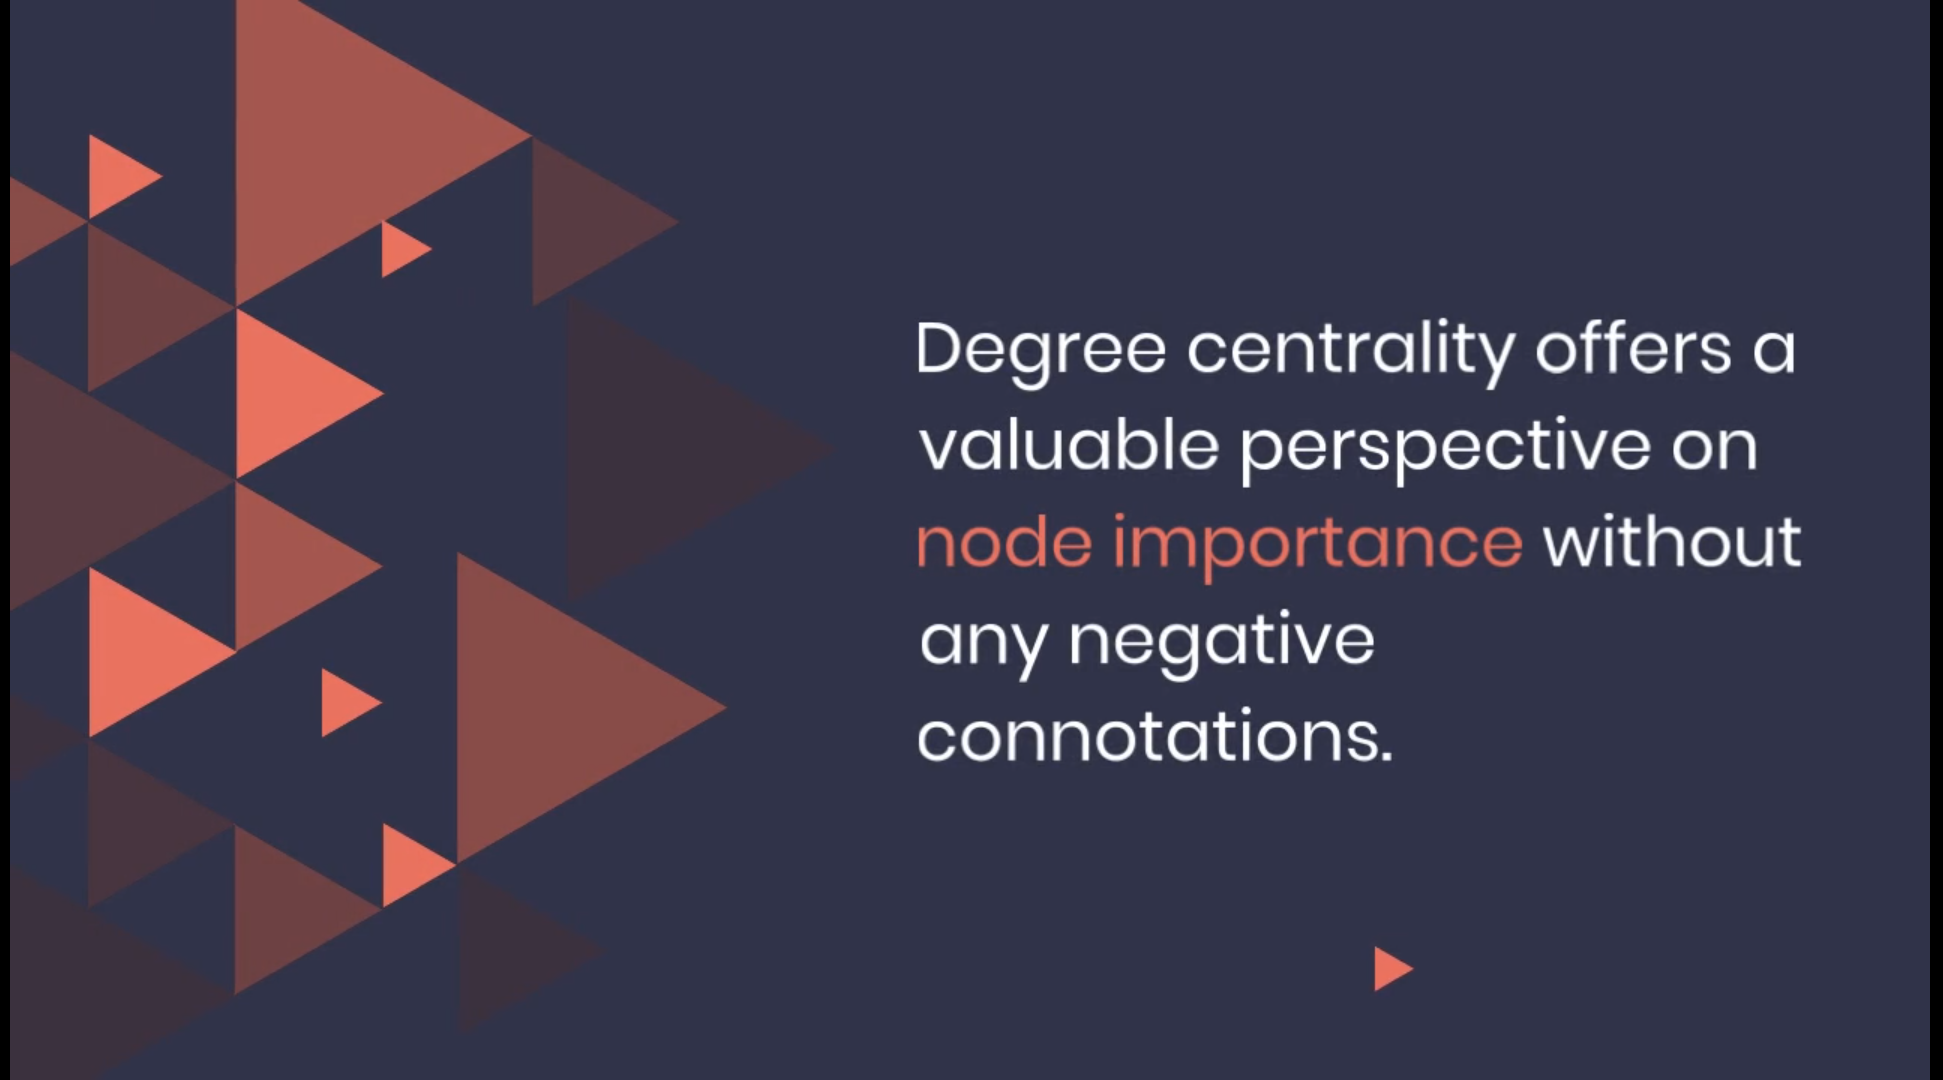 Degree centrality offers a
valuable perspective on
node importance without
any negative
connotations.